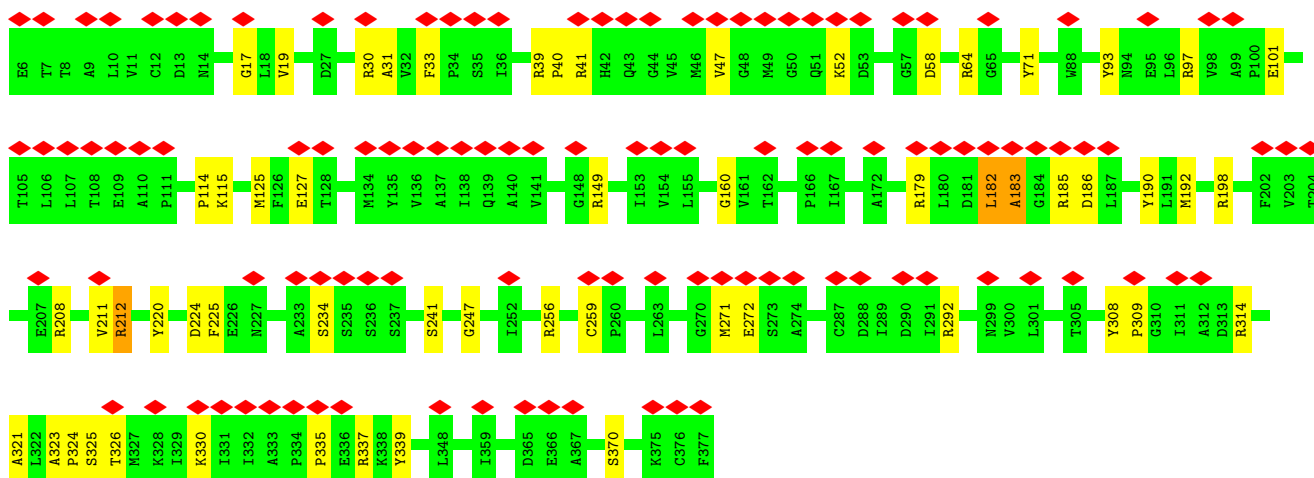 E6 T7 T8 A9 L10 V11 C12 D13 N14 G17 L18 V19 D27 R30 A31 V32 F33 P34 S35 I36 R39 P40 R41 H42 Q43 G44 V45 M46 V47 G48 M49 G50 Q51 K52 D53 G57 D58 R64 G65 Y71 W88 Y93 N94 E95 L96 R97 V98 A99 P100 E101
T105 L106 L107 T108 E109 A110 P111 P114 K115 M125 F126 E127 T128 M134 Y135 V136 A137 I138 Q139 A140 V141 G148 R149 I153 V154 L155 G160 V161 T162 P166 I167 A172 R179 L180 D181 L182 A183 G184 R185 D186 L187 Y190 L191 M192 R198 F202 V203 T204
E207 R208 V211 R212 Y220 D224 F225 E226 N227 A233 S234 S235 S236 S237 S241 G247 I252 R256 C259 P260 L263 G270 M271 E272 S273 A274 C287 D288 I289 D290 I291 R292 N299 V300 L301 T305 Y308 P309 G310 I311 A312 D313 R314
A321 L322 A323 P324 S325 T326 M327 K328 I329 K330 I331 I332 A333 P334 P335 E336 R337 K338 Y339 L348 I359 D365 E366 A367 S370 K375 C376 F377